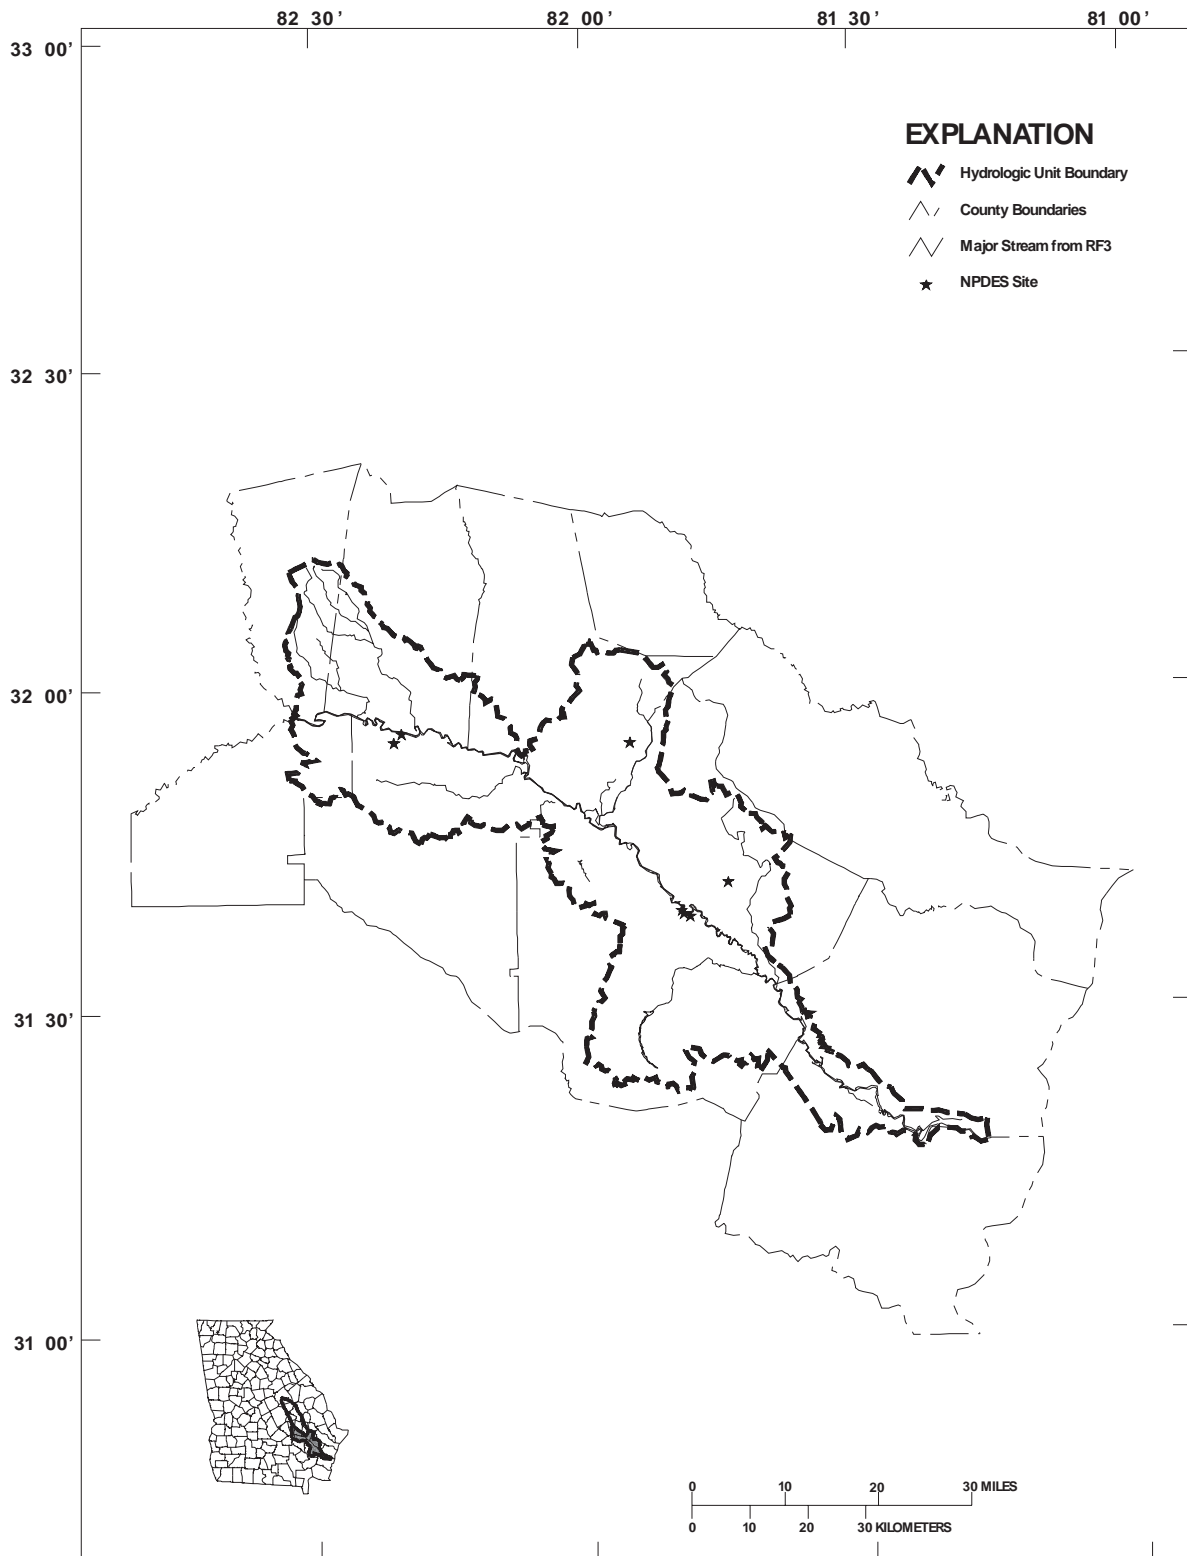 82 30’ 82 00’ 81 30’ 81 00’
33 00’
EXPLANATION
Hydrologic Unit Boundary
County Boundaries
Major Stream from RF3
NPDES Site
32 30’
32 00’
31 30’
31 00’
0 10 20 30 MILES
0 10 20 30 KILOMETERS